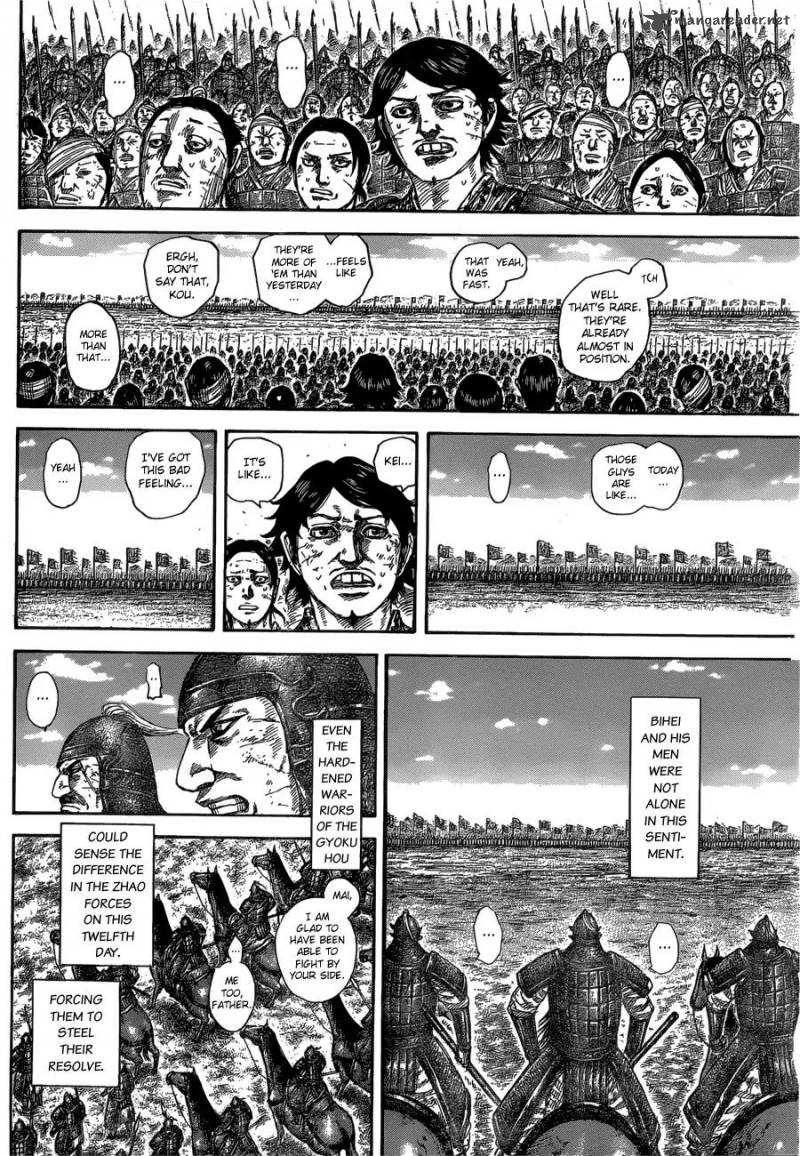 mangareader.net
...
...
...
TCH
WELL
THAT'S RARE.
THEY'RE
ALREADY
ALMOST IN
POSITION.
YEAH,
THAT
WAS
FAST.
...FEELS
LIKE
THEY'RE
MORE OF
'EM THAN
YESTERDAY
...
ERGH,
DON'T
SAY THAT,
KOU.
MORE
THAN
THAT...
TODAY...
THOSE
GUYS
ARE
LIKE...
...
KEI...
IT'S
LIKE...
I'VE GOT
THIS BAD
FEELING...
YEAH
...
BIHEI
AND HIS
MEN
WERE
NOT
ALONE
IN THIS
SENTI-
MENT.
...
...
EVEN
THE
HARD-
ENED
WAR-
RIORS
OF THE
GYOKU
HOU
...
...
COULD
SENSE THE
DIFFERENCE
IN THE ZHAO
FORCES
ON THIS
TWELFTH
DAY.
MAI,
I AM
GLAD TO
HAVE BEEN
ABLE TO
FIGHT BY
YOUR SIDE.
...
ME
TOO,
FATHER.
FORCING
THEM TO
STEEL
THEIR
RESOLVE.